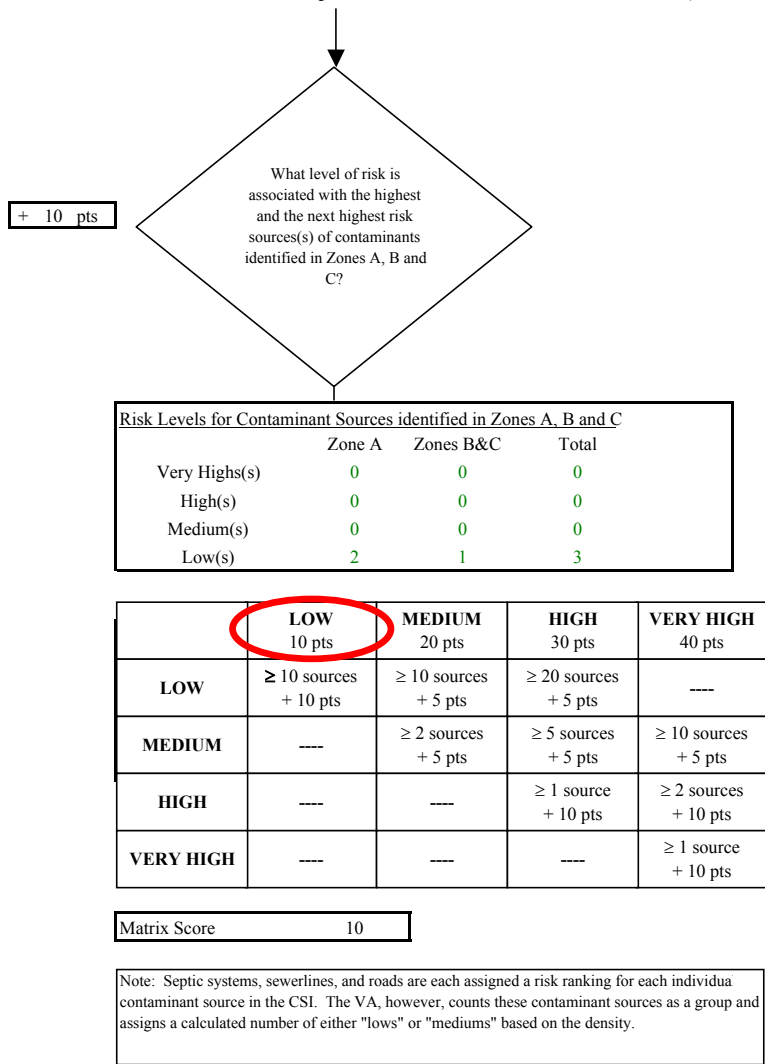 What level of risk is
associated with the highest
and the next highest risk
sources(s) of contaminants
identified in Zones A, B and
C?
+ 10 pts
Risk Levels for Contaminant Sources identified in Zones A, B and C
Zone A Zones B&C Total
Very Highs(s) 0 0 0
High(s) 0 0 0
Medium(s) 0 0 0
Low(s) 2 1 3
LOW MEDIUM HIGH VERY HIGH
10 pts 20 pts 30 pts 40 pts
LOW ≥ 10 sources ≥ 10 sources ≥ 20 sources ----
+ 10 pts + 5 pts + 5 pts
MEDIUM ---- ≥ 2 sources ≥ 5 sources ≥ 10 sources
+ 5 pts + 5 pts + 5 pts
HIGH ---- ---- ≥ 1 source ≥ 2 sources
+ 10 pts + 10 pts
VERY HIGH ---- ---- ---- ≥ 1 source
+ 10 pts
Matrix Score 10
Note: Septic systems, sewerlines, and roads are each assigned a risk ranking for each individua
contaminant source in the CSI. The VA, however, counts these contaminant sources as a group and
assigns a calculated number of either "lows" or "mediums" based on the density.